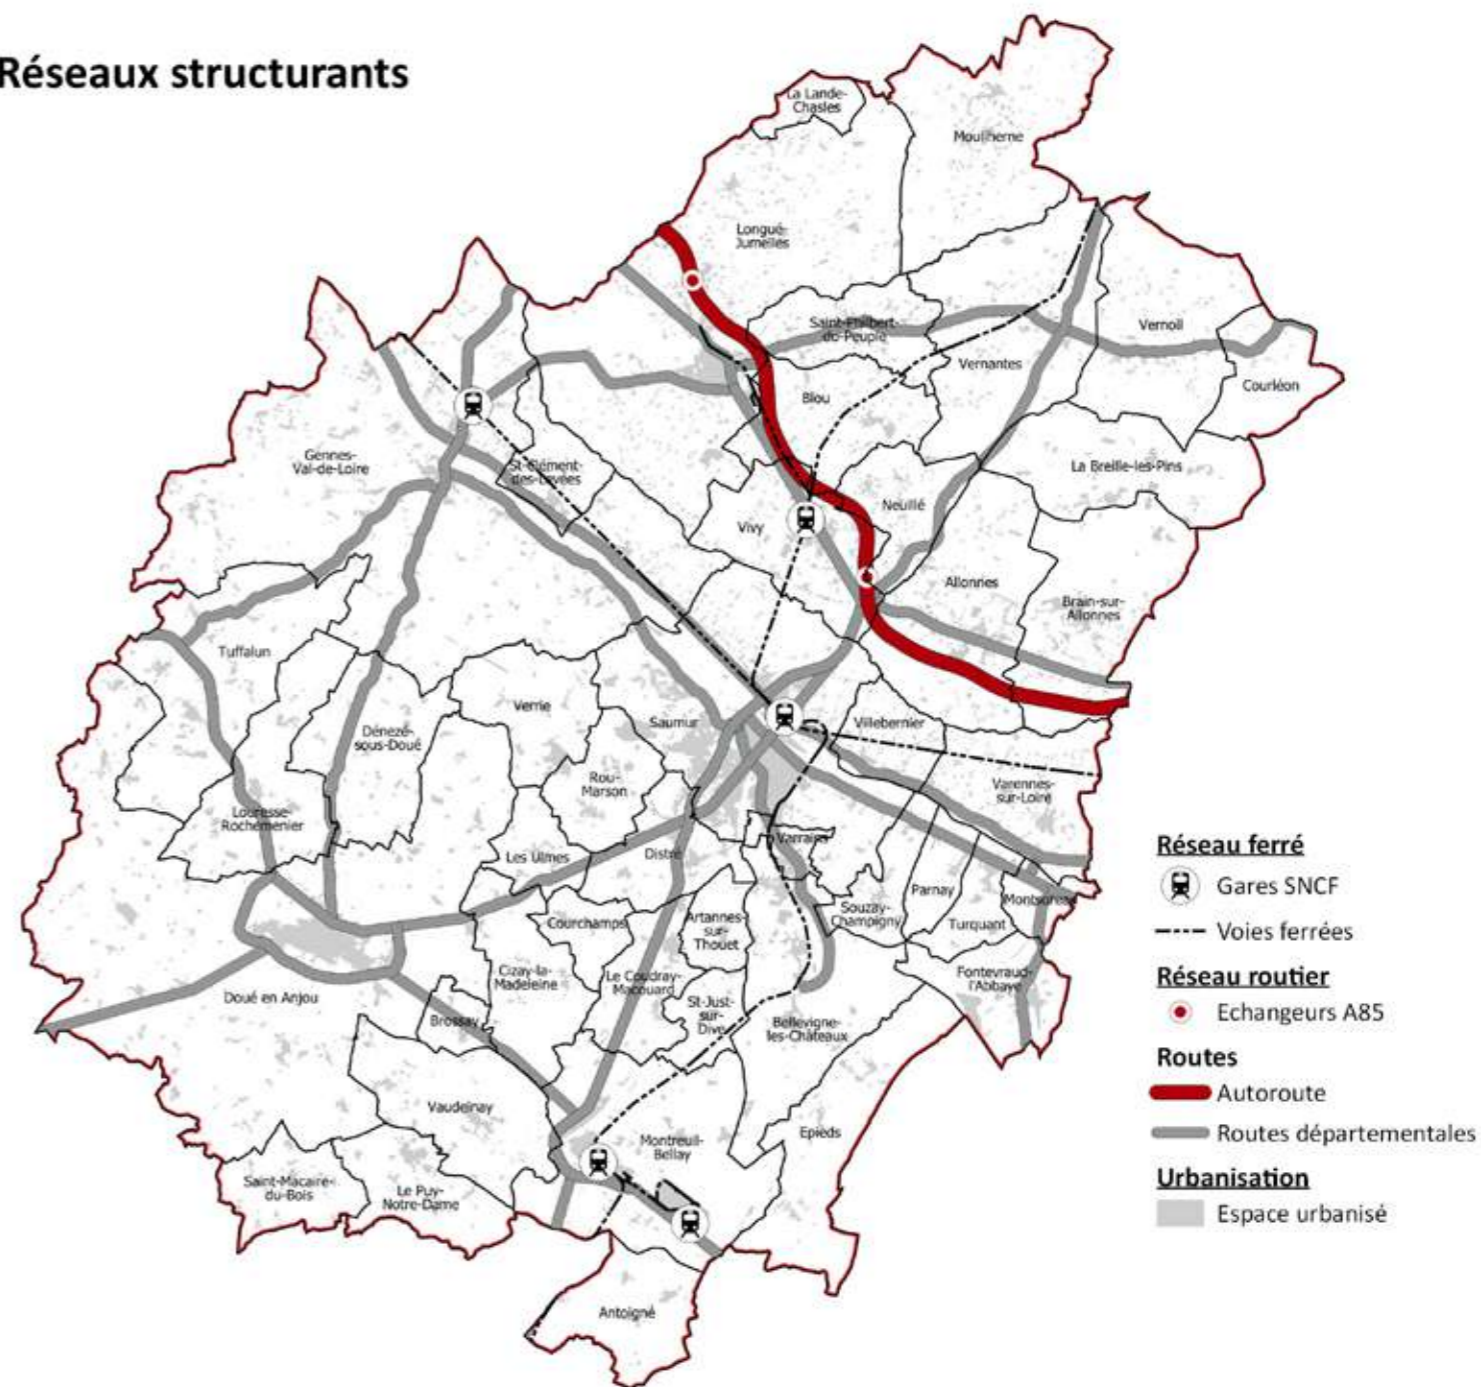 Réseaux structurants
La Lande-
Chasles
Mouliherne
Longué-
Jumelles
Saint-Philbert-
du-Peuple
Vernoil
Vernantes
Courléon
Blou
Gennes-
Val-de-Loire
St-Clément-
des-Levées
La Breille-les-Pins
Neuillé
Vivy
Allonnes
Brain-sur-
Allonnes
Tuffalun
Verrie
Saumur
Villebernier
Dénezé-
sous-Doué
Rou-
Marson
Varennes-
sur-Loire
Louresse-
Rochemenier
Varrains
Les Ulmes
Distré
Parnay
Montsoreau
Souzay-
Champigny
Turquant
Courchamps
Artannes-
sur-
Thouet
Cizay-la-
Madeleine
Le Coudray-
Macouard
Fontevraud-
l'Abbaye
Doué en Anjou
St-Just-
sur-
Dive
Brossay
Bellevigne-
les-Châteaux
Vaudelnay
Epieds
Montreuil-
Bellay
Saint-Macaire-
du-Bois
Le Puy-
Notre-Dame
Antoigné
Réseau ferré
Gares SNCF
Voies ferrées
Réseau routier
Echangeurs A85
Routes
Autoroute
Routes départementales
Urbanisation
Espace urbanisé